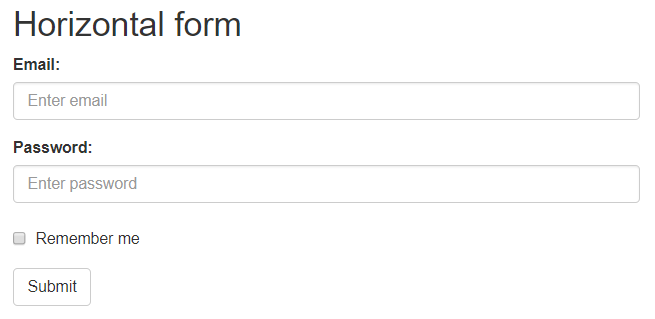 Horizontal form
Email:
Enter email
Password:
Enter password
Remember me
Submit